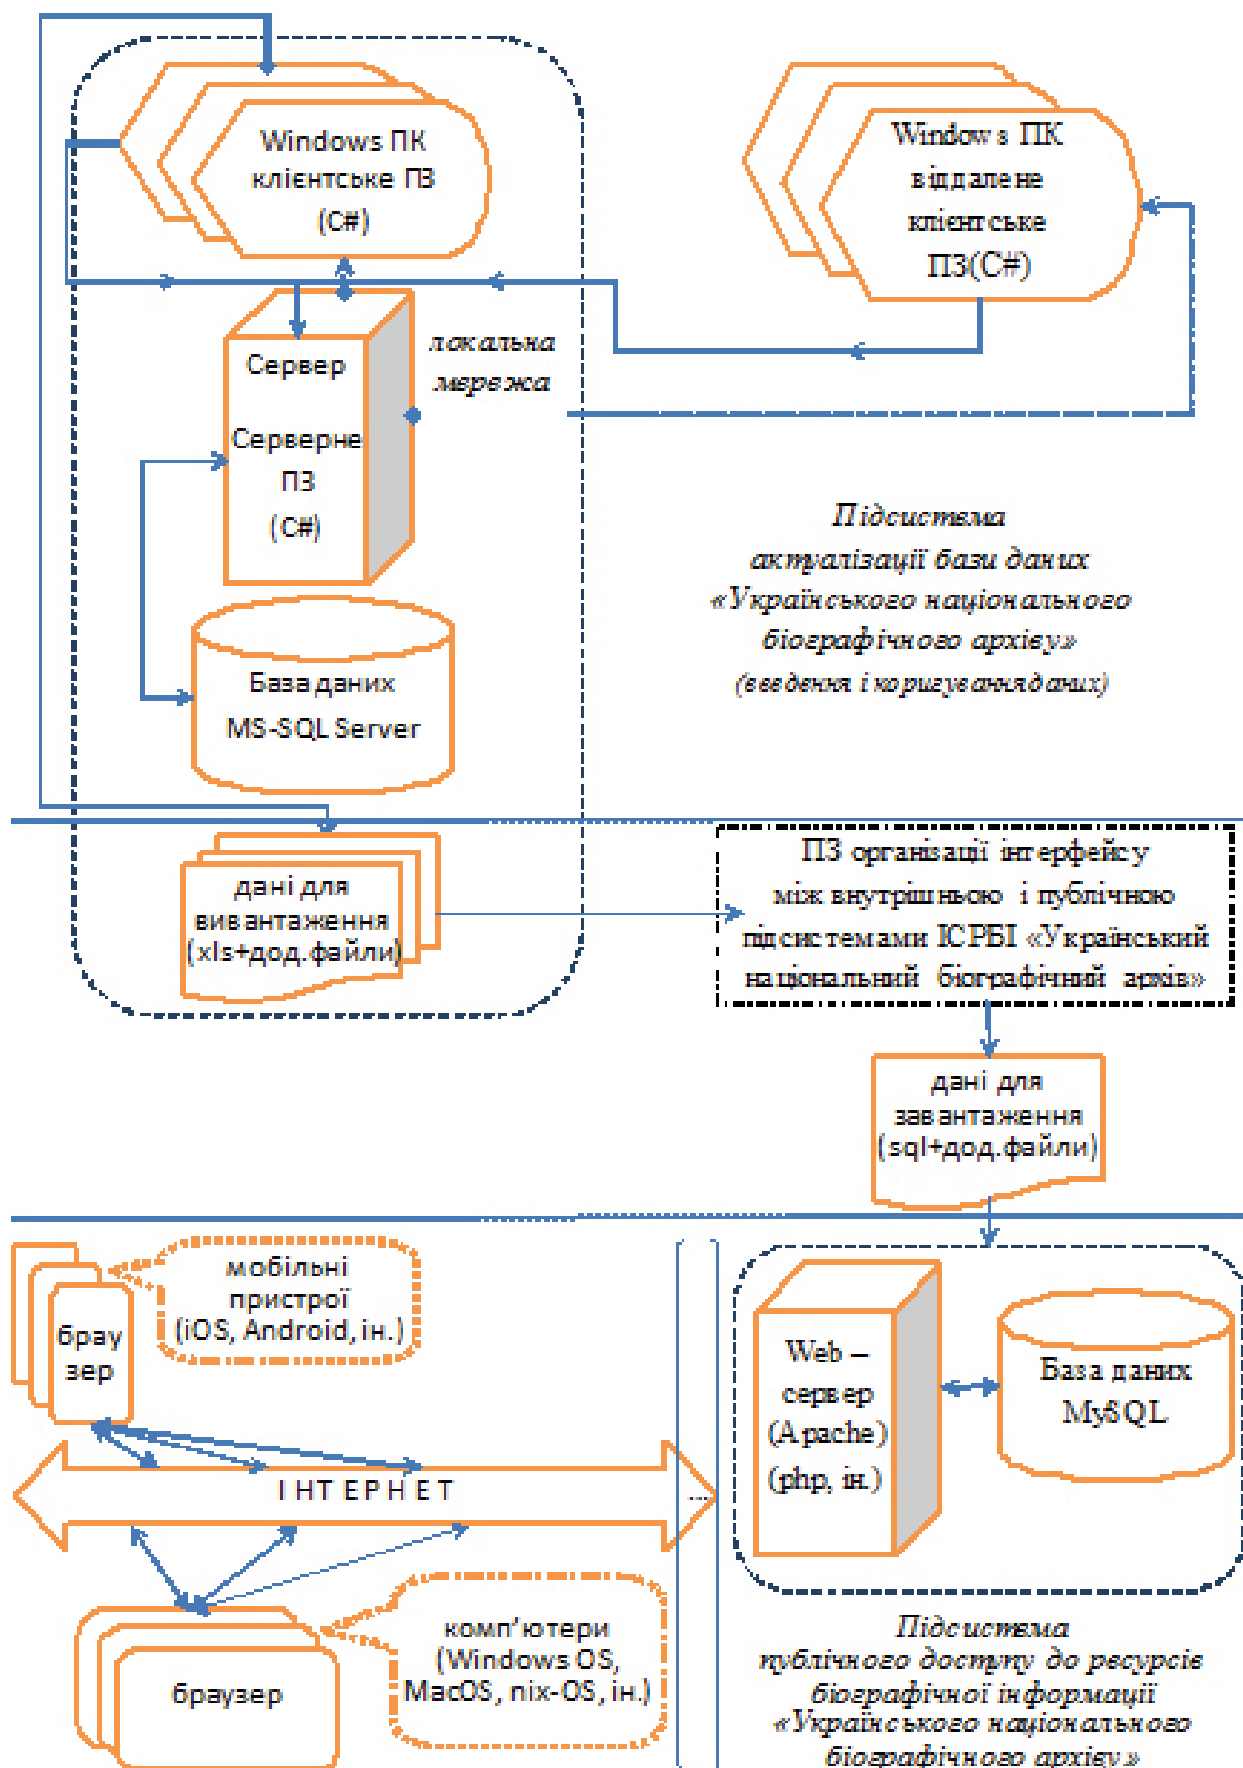 Windows ПК
клієнтське ПЗ
(C#)
Windows ПК
віддалене
клієнтське
ПЗ(C#)
локальна
мережа
Сервер
Серверне
ПЗ
(C#)
Підсистема
актуалізації бази даних
«Українського національного
біографічного архіву»
(введення і коригування даних)
База даних
MS-SQL Server
дані для
вивантаження
(xls+дод.файли)
ПЗ організації інтерфейсу
між внутрішньою і публічною
підсистемами ІСРБІ «Український
національний біографічний архів»
дані для
завантаження
(sql+дод.файли)
мобільні
пристрої
(iOS, Android, ін.)
брау
зер
Web –
сервер
(Apache)
(php, ін.)
База даних
MySQL
ІНТЕРНЕТ
...
комп’ютери
(Windows OS,
MacOS, nix-OS, ін.)
браузер
Підсистема
публічного доступу до ресурсів
біографічної інформації
«Українського національного
біографічного архіву»